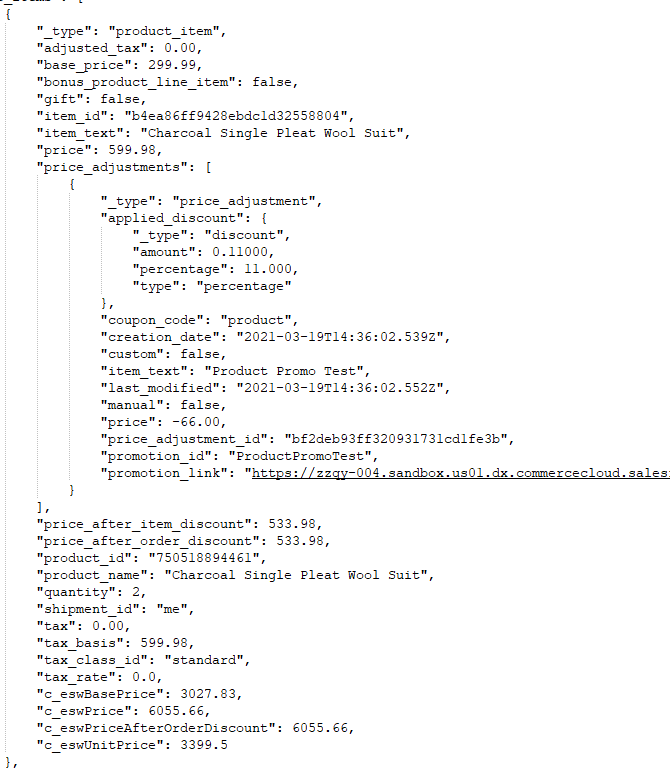 {
"_type": "product_item",
"adjusted_tax": 0.00,
"base_price": 299.99,
"bonus_product_line_item": false,
"gift": false,
"item_id": "b4ea86ff9428ebdc1d32558804",
"item_text": "Charcoal Single Pleat Wool Suit",
"price": 599.98,
"price_adjustments": [
{
"_type": "price_adjustment",
"applied_discount": {
"_type": "discount",
"amount": 0.11000,
"percentage": 11.000,
"type": "percentage"
},
"coupon_code": "product",
"creation_date": "2021-03-19T14:36:02.539Z",
"custom": false,
"item_text": "Product Promo Test",
"last_modified": "2021-03-19T14:36:02.552Z",
"manual": false,
"price": -66.00,
"price_adjustment_id": "bf2deb93ff320931731cd1fe3b",
"promotion_id": "ProductPromoTest",
"promotion_link": "https://zzqy-004.sandbox.us01.dx.commercecloud.sales
}
],
"price_after_item_discount": 533.98,
"price_after_order_discount": 533.98,
"product_id": "750518894461",
"product_name": "Charcoal Single Pleat Wool Suit",
"quantity": 2,
"shipment_id": "me",
"tax": 0.00,
"tax_basis": 599.98,
"tax_class_id": "standard",
"tax_rate": 0.0,
"c_eswBasePrice": 3027.83,
"c_eswPrice": 6055.66,
"c_eswPriceAfterOrderDiscount": 6055.66,
"c_eswUnitPrice": 3399.5
},